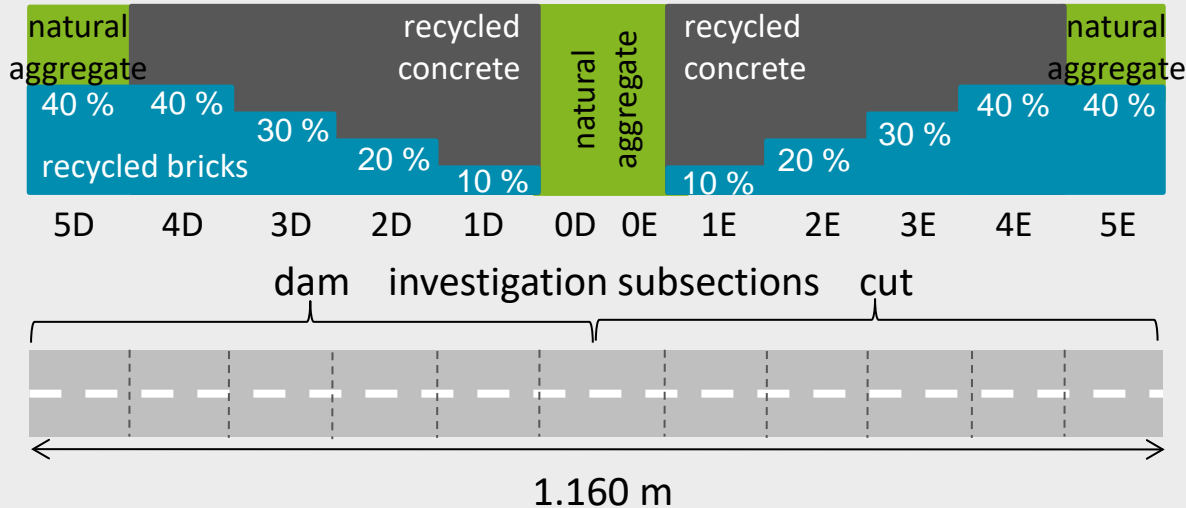 natural
aggregate
recycled
concrete
natural
aggregate
recycled
concrete
natural
aggregate
40 %
40 %
30 %
20 %
10 %
10 %
20 %
30 %
40 %
40 %
recycled bricks
5D 4D 3D 2D 1D 0D 0E 1E 2E 3E 4E 5E
dam investigation subsections cut
1.160 m